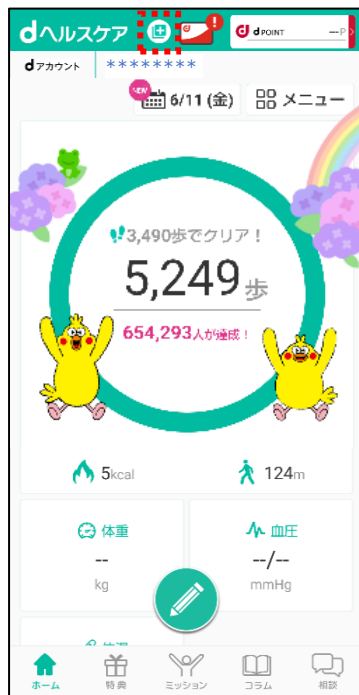 dヘルスケア
d POINT --P
dアカウント ********
NEW 6/11 (金) メニュー
3,490歩でクリア！
5,249歩
654,293人が達成！
5kcal 124m
体重 血圧
-- --/--
kg mmHg
体温
ホーム 特典 ミッション コラム 相談